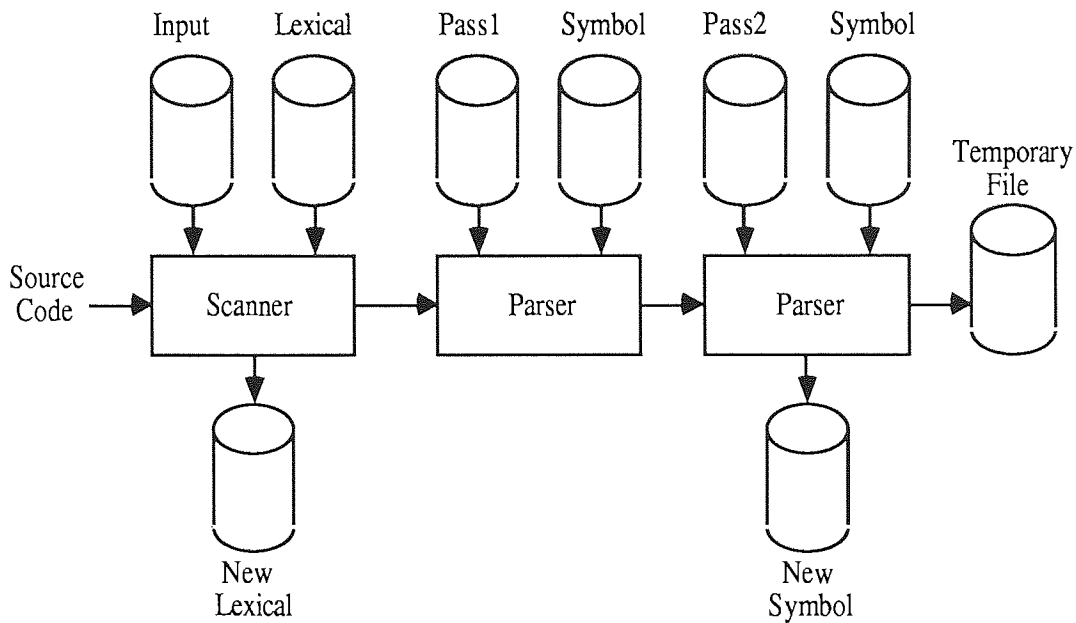 Input
Lexical
Pass1
Symbol
Pass2
Symbol
Temporary
File
Source
Code
Scanner
Parser
Parser
New
Lexical
New
Symbol